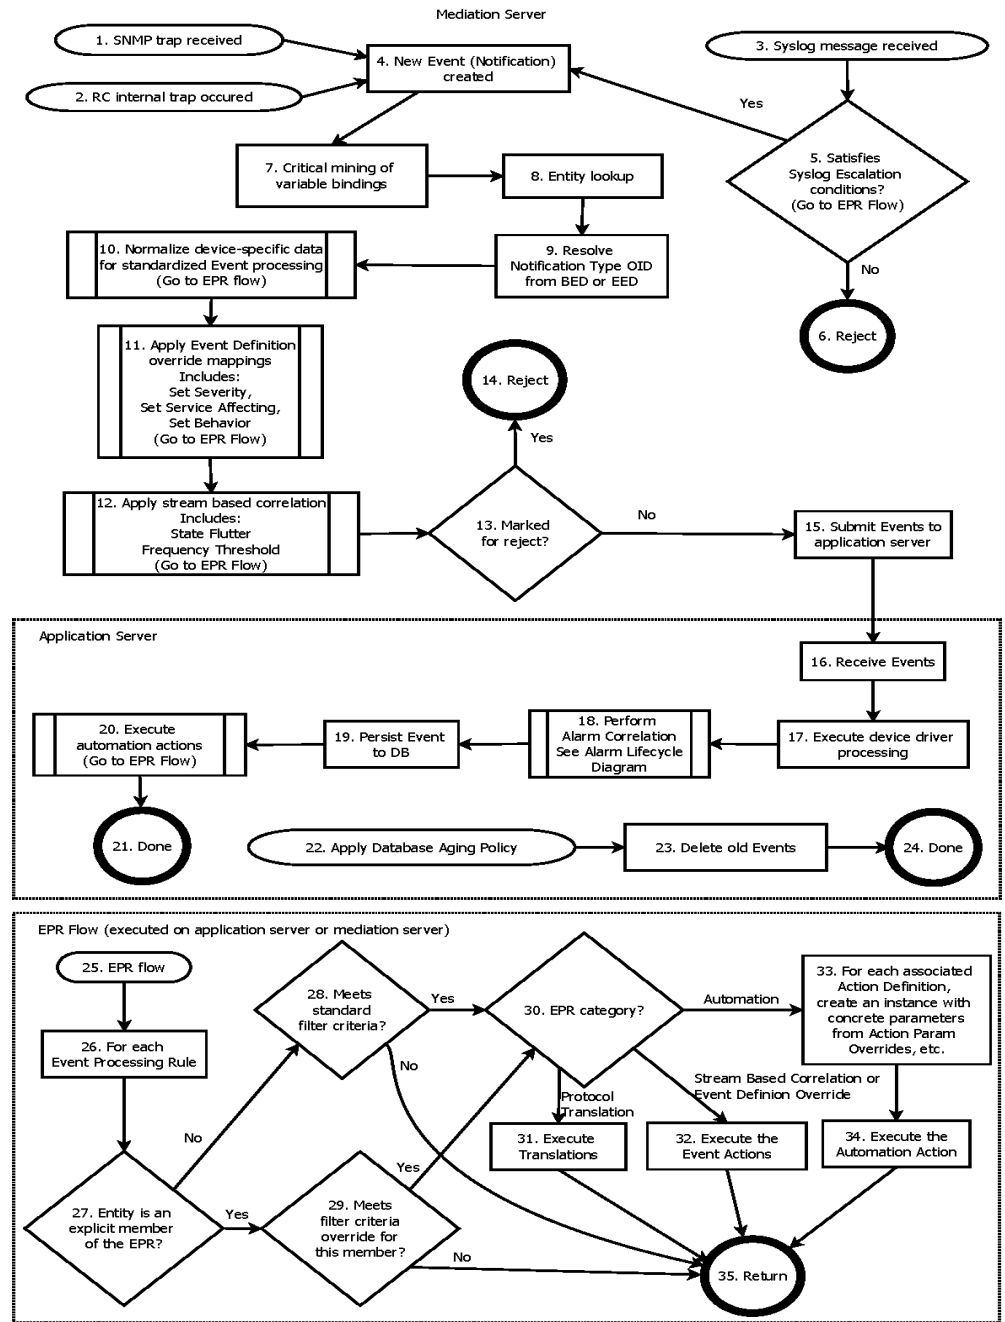 Mediation Server
1. SNMP trap received
2. RC internal trap occured
3. Syslog message received
4. New Event (Notification)
created
Yes
5. Satisfies
Syslog Escalation
conditions?
(Go to EPR Flow)
No
6. Reject
7. Critical mining of
variable bindings
8. Entity lookup
9. Resolve
Notification Type OID
from BED or EED
10. Normalize device-specific data
for standardized Event processing
(Go to EPR flow)
11. Apply Event Definition
override mappings
Includes:
Set Severity,
Set Service Affecting,
Set Behavior
(Go to EPR Flow)
12. Apply stream based correlation
Includes:
State Flutter
Frequency Threshold
(Go to EPR Flow)
13. Marked
for reject?
Yes
14. Reject
No
15. Submit Events to
application server
Application Server
16. Receive Events
17. Execute device driver
processing
18. Perform
Alarm Correlation
See Alarm Lifecycle
Diagram
19. Persist Event
to DB
20. Execute
automation actions
(Go to EPR Flow)
21. Done
22. Apply Database Aging Policy
23. Delete old Events
24. Done
EPR Flow (executed on application server or mediation server)
25. EPR flow
26. For each
Event Processing Rule
27. Entity is an
explicit member
of the EPR?
No
Yes
28. Meets
standard
filter criteria?
Yes
No
29. Meets
filter criteria
override for
this member?
Yes
No
30. EPR category?
Automation
Protocol
Translation
Stream Based Correlation or
Event Definion Override
31. Execute
Translations
32. Execute the
Event Actions
33. For each associated
Action Definition,
create an instance with
concrete parameters
from Action Param
Overrides, etc.
34. Execute the
Automation Action
35. Return